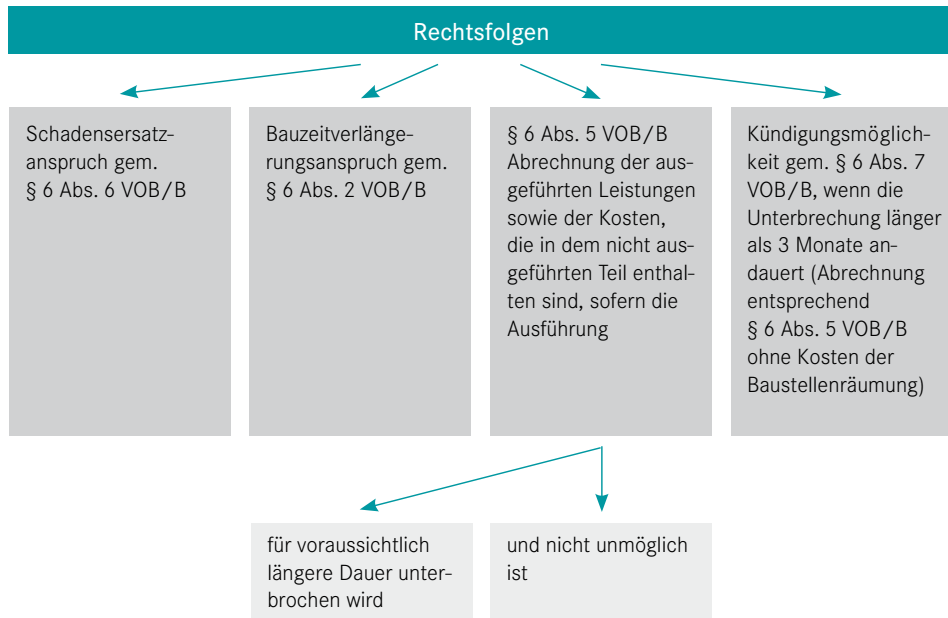 Rechtsfolgen
Schadensersatz-
anspruch gem.
§ 6 Abs. 6 VOB/B
Bauzeitverlänge-
rungsanspruch gem.
§ 6 Abs. 2 VOB/B
§ 6 Abs. 5 VOB/B
Abrechnung der aus-
geführten Leistungen
sowie der Kosten,
die in dem nicht aus-
geführten Teil enthal-
ten sind, sofern die
Ausführung
Kündigungsmöglich-
keit gem. § 6 Abs. 7
VOB/B, wenn die
Unterbrechung länger
als 3 Monate an-
dauert (Abrechnung
entsprechend
§ 6 Abs. 5 VOB/B
ohne Kosten der
Baustellenräumung)
für voraussichtlich
längere Dauer unter-
brochen wird
und nicht unmöglich
ist